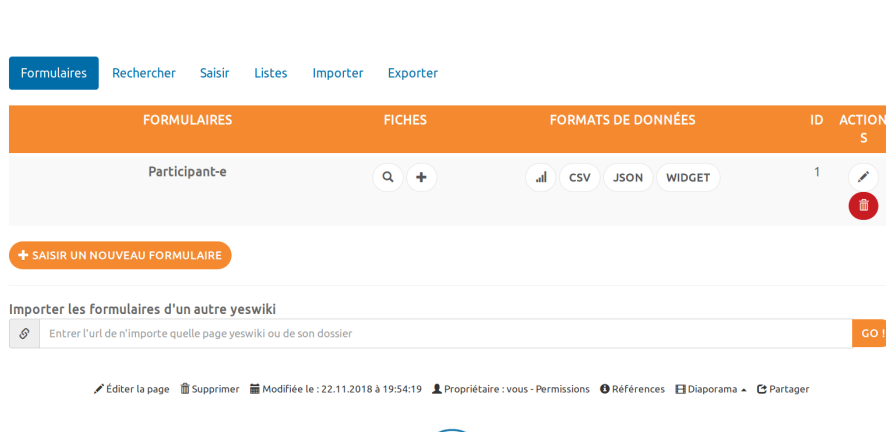 Formulaires Rechercher Saisir Listes Importer Exporter
FORMULAIRES FICHES FORMATS DE DONNÉES ID ACTION
S
Participant-e CSV JSON WIDGET 1
SAISIR UN NOUVEAU FORMULAIRE
Importer les formulaires d'un autre yeswiki
Entrer l'url de n'importe quelle page yeswiki ou de son dossier GO !
Éditer la page Supprimer Modifiée le : 22.11.2018 à 19:54:19 Propriétaire : vous - Permissions Références Diaporama Partager